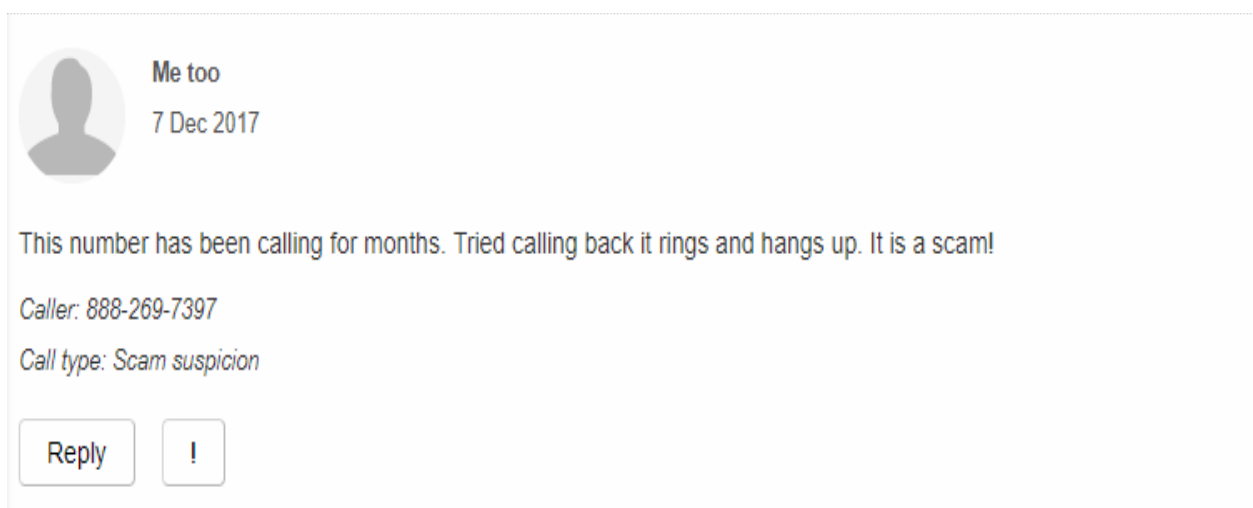 Me too
7 Dec 2017
This number has been calling for months. Tried calling back it rings and hangs up. It is a scam!
Caller: 888-269-7397
Call type: Scam suspicion
Reply
!